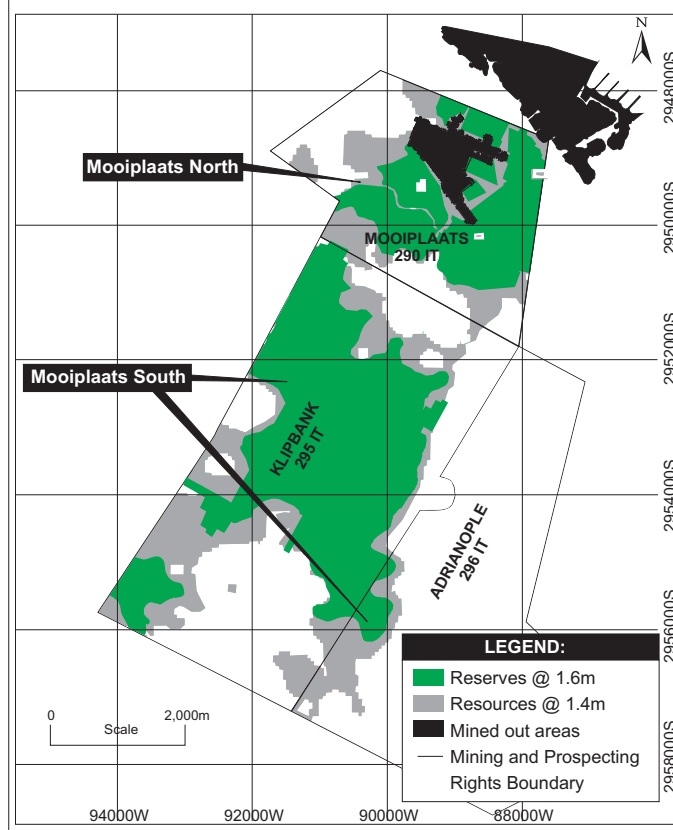 N
2948000S
Mooiplaats North
2950000S
MOOIPLAATS
290 IT
2952000S
Mooiplaats South
KLIPBANK
295 IT
2954000S
ADRIANOPLE
296 IT
2956000S
LEGEND:
Reserves @ 1.6m
Resources @ 1.4m
Mined out areas
Mining and Prospecting
Rights Boundary
0 2,000m
Scale
2958000S
94000W 92000W 90000W 88000W